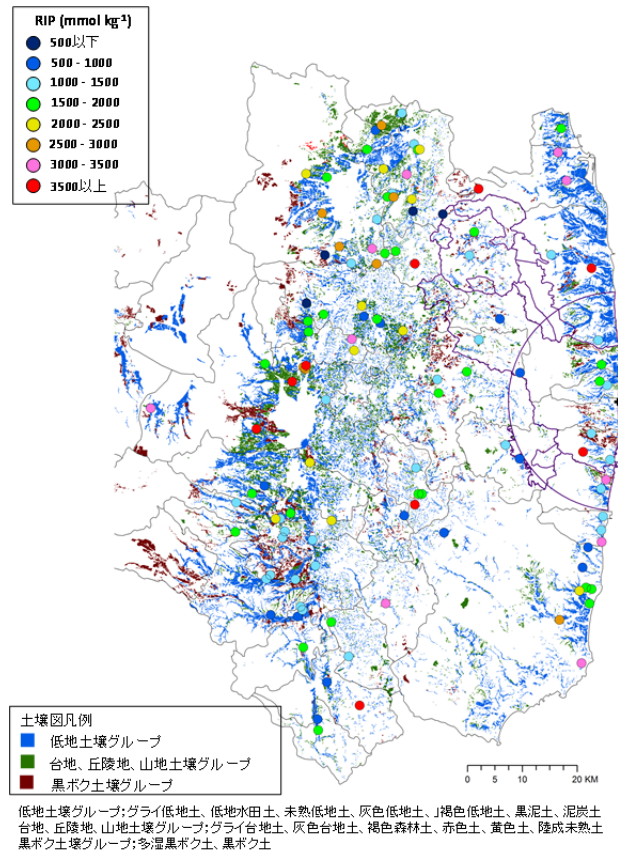 RIP (mmol kg⁻¹)
500以下
500 - 1000
1000 - 1500
1500 - 2000
2000 - 2500
2500 - 3000
3000 - 3500
3500以上
土壌図凡例
低地土壌グループ
台地、丘陵地、山地土壌グループ
黒ボク土壌グループ
0 5 10 20 KM
低地土壌グループ;グライ低地土、低地水田土、未熟低地土、灰色低地土、」褐色低地土、黒泥土、泥炭土
台地、丘陵地、山地土壌グループ;グライ台地土、灰色台地土、褐色森林土、赤色土、黄色土、陸成未熟土
黒ボク土壌グループ;多湿黒ボク土、黒ボク土